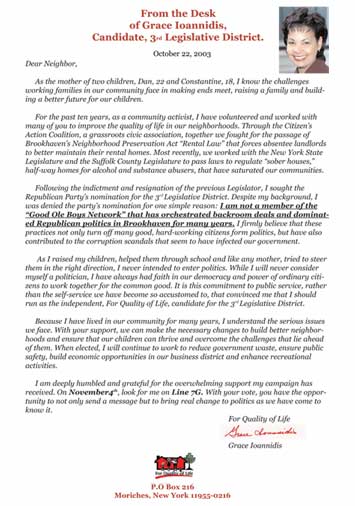 From the Desk
of Grace Ioannidis,
Candidate, 3rd Legislative District.
October 22, 2003
Dear Neighbor,
As the mother of two children, Dan, 22 and Constantine, 18, I know the challenges
working families in our community face in making ends meet, raising a family and build-
ing a better future for our children.
For the past ten years, as a community activist, I have volunteered and worked with
many of you to improve the quality of life in our neighborhoods. Through the Citizen's
Action Coalition, a grassroots civic association, together we fought for the passage of
Brookhaven's Neighborhood Preservation Act "Rental Law" that forces absentee landlords
to better maintain their rental homes. Most recently, we worked with the New York State
Legislature and the Suffolk County Legislature to pass laws to regulate "sober houses,"
half-way homes for alcohol and substance abusers, that have saturated our communities.
Following the indictment and resignation of the previous Legislator, I sought the
Republican Party's nomination for the 3rd Legislative District. Despite my background, I
was denied the party's nomination for one simple reason: I am not a member of the
"Good Ole Boys Network" that has orchestrated backroom deals and dominat-
ed Republican politics in Brookhaven for many years. I firmly believe that these
practices not only turn off many good, hard-working citizens form politics, but have also
contributed to the corruption scandals that seem to have infected our government.
As I raised my children, helped them through school and like any mother, tried to steer
them in the right direction, I never intended to enter politics. While I will never consider
myself a politician, I have always had faith in our democracy and power of ordinary citi-
zens to work together for the common good. It is this commitment to public service, rather
than the self-service we have become so accustomed to, that convinced me that I should
run as the independent, For Quality of Life, candidate for the 3rd Legislative District.
Because I have lived in our community for many years, I understand the serious issues
we face. With your support, we can make the necessary changes to build better neighbor-
hoods and ensure that our children can thrive and overcome the challenges that lie ahead
of them. When elected, I will continue to work to reduce government waste, ensure public
safety, build economic opportunities in our business district and enhance recreational
activities.
I am deeply humbled and grateful for the overwhelming support my campaign has
received. On November 4th, look for me on Line 7G. With your vote, you have the oppor-
tunity to not only send a message but to bring real change to politics as we have come to
know it.
For Quality of Life
Grace Ioannidis
Grace Ioannidis
For Quality of Life
P.O Box 216
Moriches, New York 11955-0216